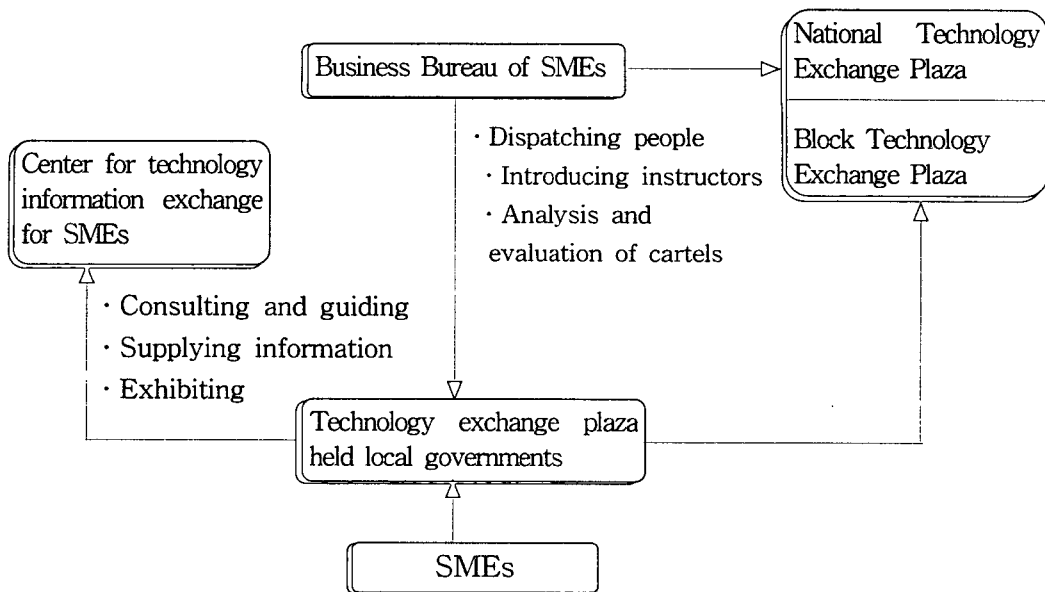 National Technology
Exchange Plaza
Business Bureau of SMEs
Block Technology
Exchange Plaza
· Dispatching people
· Introducing instructors
· Analysis and
evaluation of cartels
Center for technology
information exchange
for SMEs
· Consulting and guiding
· Supplying information
· Exhibiting
Technology exchange plaza
held local governments
SMEs